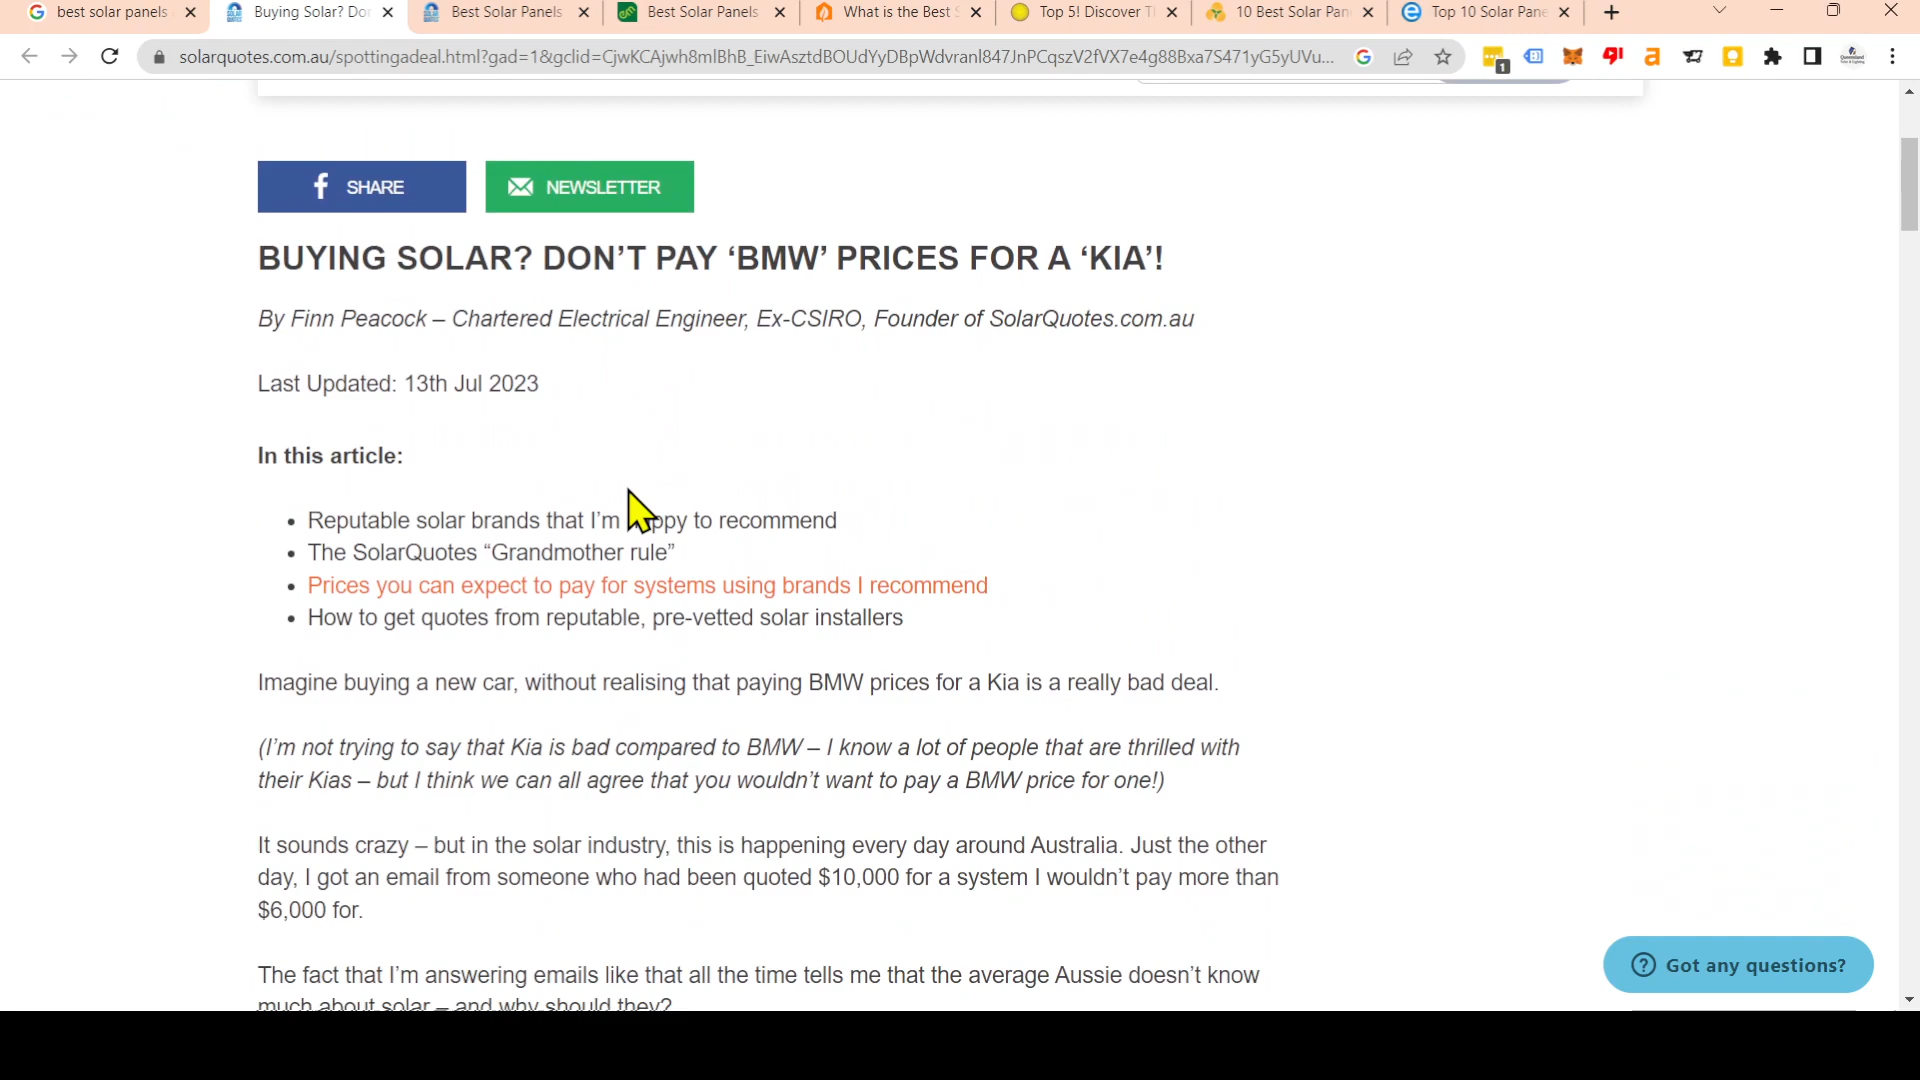 best solar panels
Buying Solar? Do
Best Solar Panels
Best Solar Panels
What is the Best
Top 5! Discover
10 Best Solar Pan
Top 10 Solar Pane
solarquotes.com.au/spottingadeal.html?gad=1&gclid=CjwKCAjwh8mlBhB_EiwAsztdBOUdYyDBpWdvranl847JnPCqszV2fVX7e4g88Bxa7S471yG5yUVu...
1
SHARE
NEWSLETTER
BUYING SOLAR? DON’T PAY ‘BMW’ PRICES FOR A ‘KIA’!
By Finn Peacock – Chartered Electrical Engineer, Ex-CSIRO, Founder of SolarQuotes.com.au
Last Updated: 13th Jul 2023
In this article:
• Reputable solar brands that I’m happy to recommend
• The SolarQuotes “Grandmother rule”
• Prices you can expect to pay for systems using brands I recommend
• How to get quotes from reputable, pre-vetted solar installers
Imagine buying a new car, without realising that paying BMW prices for a Kia is a really bad deal.
(I’m not trying to say that Kia is bad compared to BMW – I know a lot of people that are thrilled with
their Kias – but I think we can all agree that you wouldn’t want to pay a BMW price for one!)
It sounds crazy – but in the solar industry, this is happening every day around Australia. Just the other
day, I got an email from someone who had been quoted $10,000 for a system I wouldn’t pay more than
$6,000 for.
The fact that I’m answering emails like that all the time tells me that the average Aussie doesn’t know
much about solar – and why should they?
Got any questions?